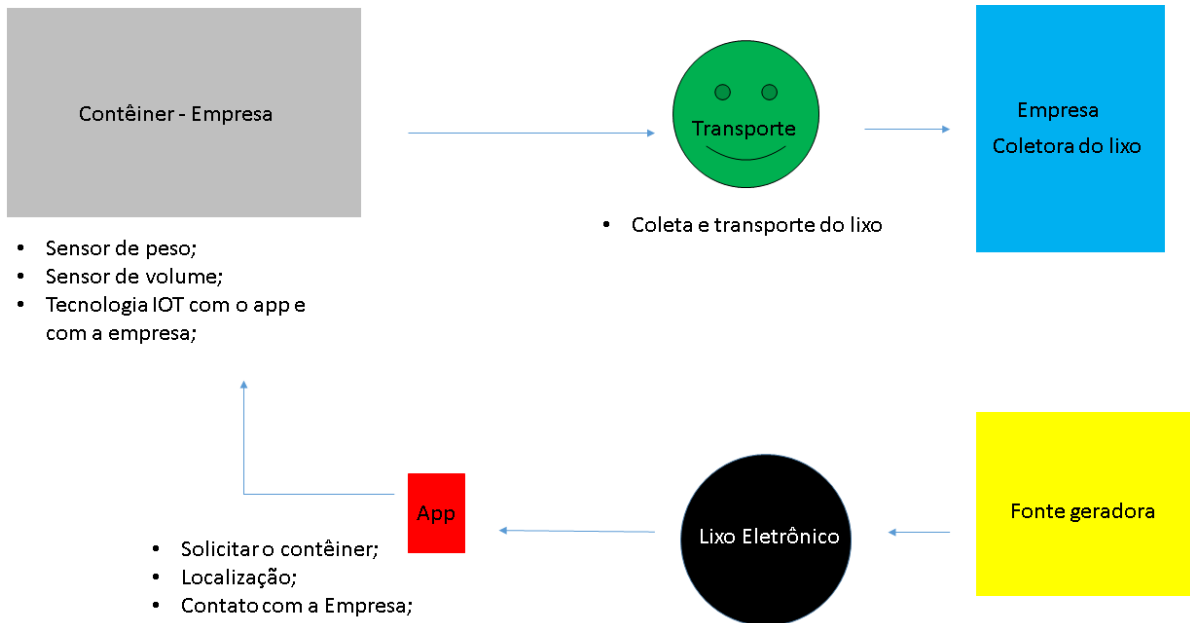 Contêiner - Empresa
Transporte
Empresa
Coletora do lixo
• Coleta e transporte do lixo
• Sensor de peso;
• Sensor de volume;
• Tecnologia IOT com o app e
com a empresa;
App
Lixo Eletrônico
Fonte geradora
• Solicitar o contêiner;
• Localização;
• Contato com a Empresa;